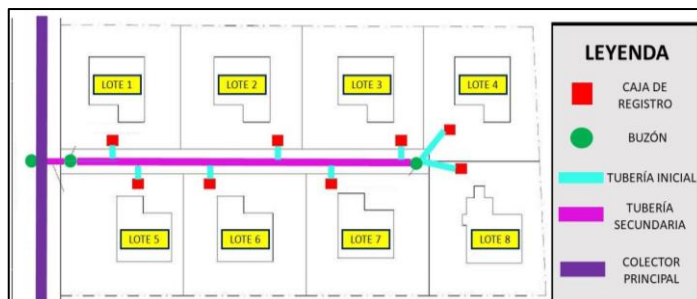 LOTE 1
LOTE 2
LOTE 3
LOTE 4
LOTE 5
LOTE 6
LOTE 7
LOTE 8
LEYENDA
CAJA DE
REGISTRO
BUZÓN
TUBERÍA INICIAL
TUBERÍA
SECUNDARIA
COLECTOR
PRINCIPAL